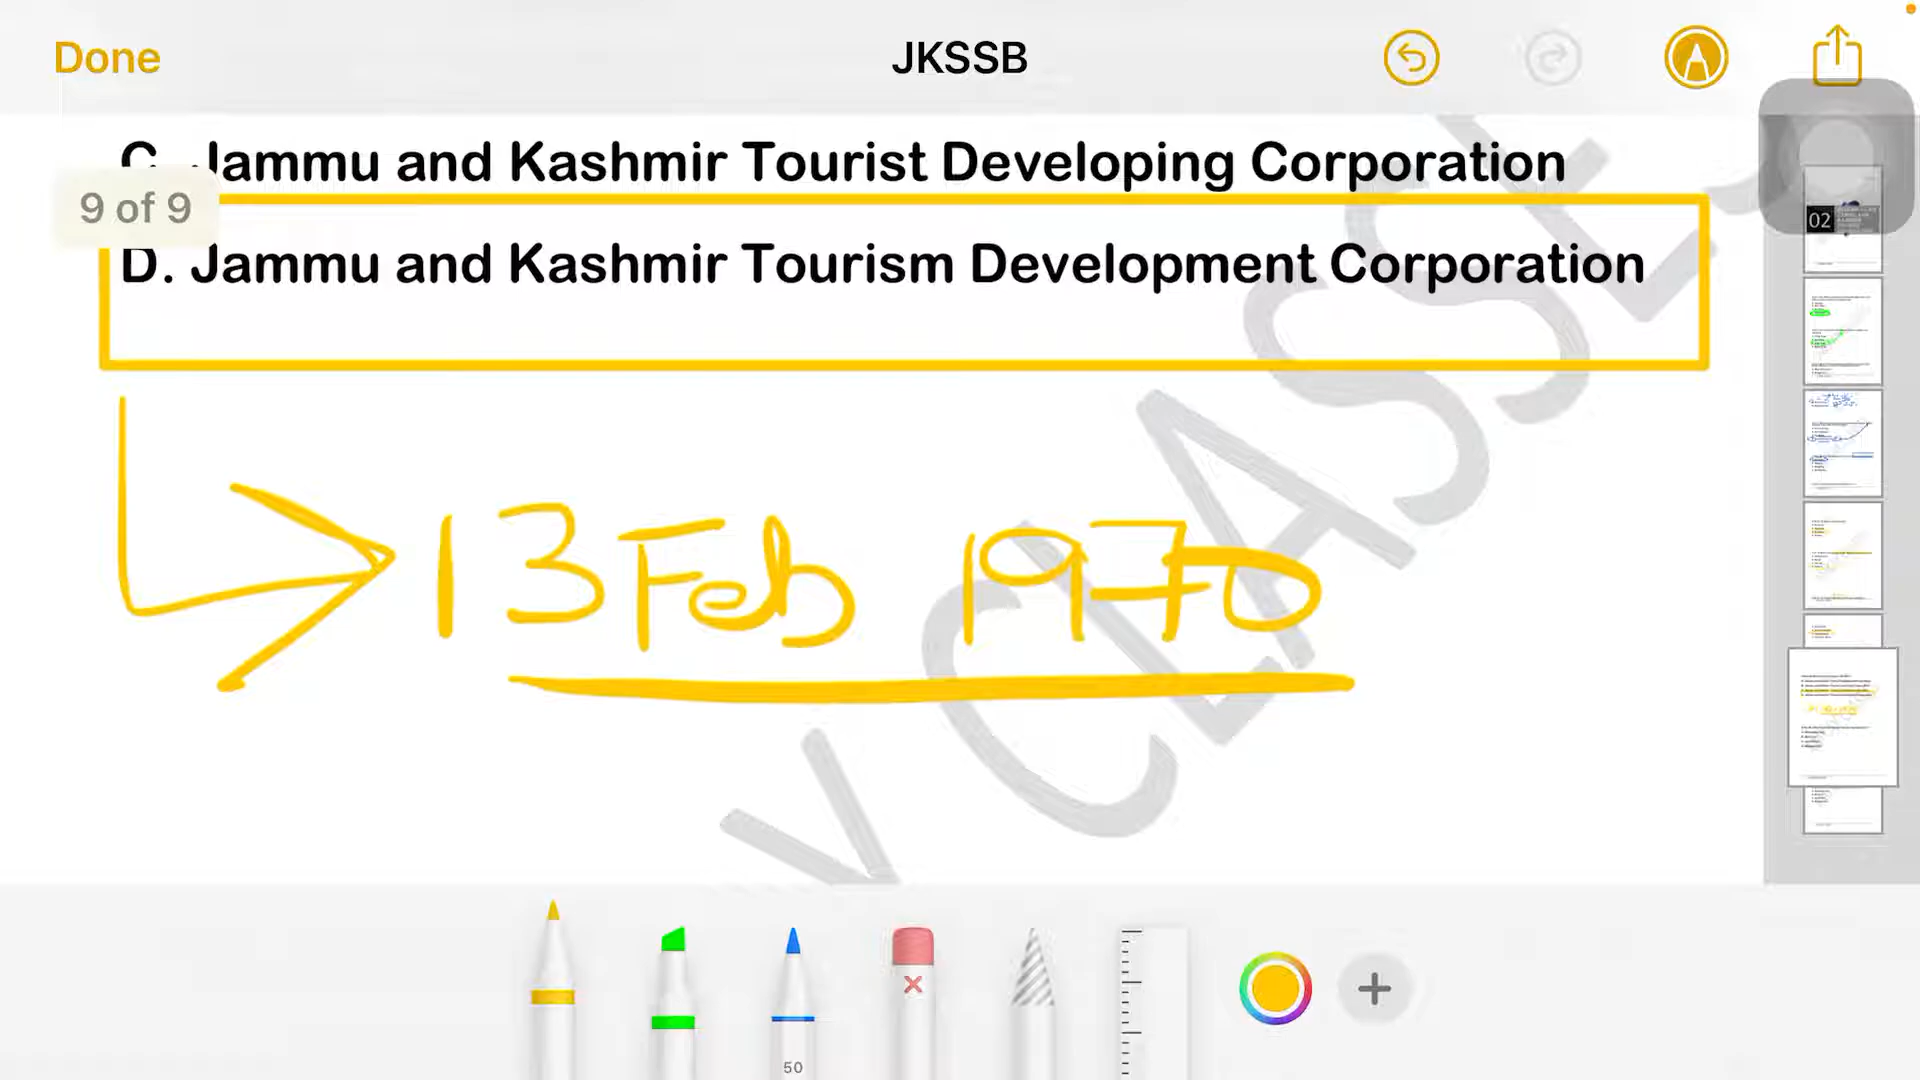 Done
JKSSB
C. Jammu and Kashmir Tourist Developing Corporation
9 of 9
D. Jammu and Kashmir Tourism Development Corporation
13 Feb 1970
Y CLASSES
02
50